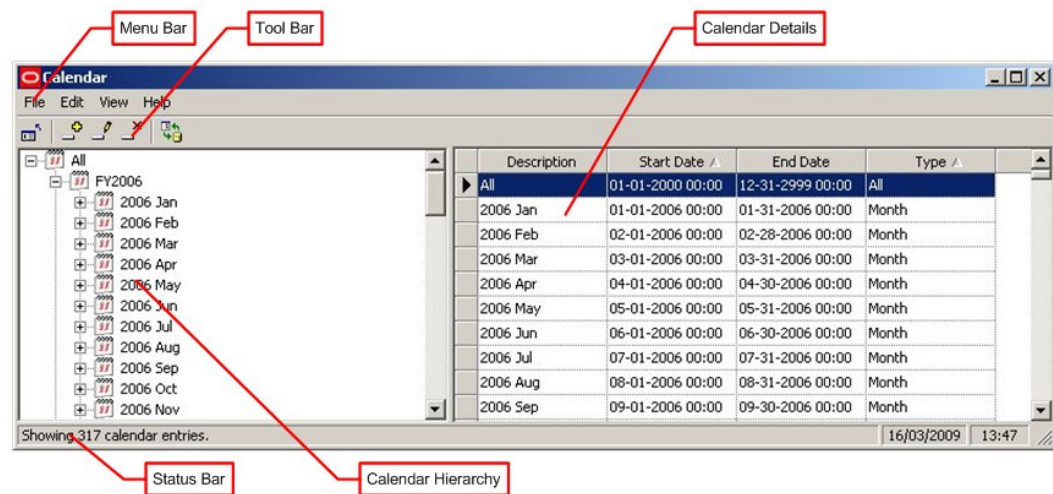 Menu Bar Tool Bar Calendar Details
Calendar
File Edit View Help
All
FY2006
2006 Jan
2006 Feb
2006 Mar
2006 Apr
2006 May
2006 Jun
2006 Jul
2006 Aug
2006 Sep
2006 Oct
2006 Nov
Description Start Date End Date Type
All 01-01-2000 00:00 12-31-2999 00:00 All
2006 Jan 01-01-2006 00:00 01-31-2006 00:00 Month
2006 Feb 02-01-2006 00:00 02-28-2006 00:00 Month
2006 Mar 03-01-2006 00:00 03-31-2006 00:00 Month
2006 Apr 04-01-2006 00:00 04-30-2006 00:00 Month
2006 May 05-01-2006 00:00 05-31-2006 00:00 Month
2006 Jun 06-01-2006 00:00 06-30-2006 00:00 Month
2006 Jul 07-01-2006 00:00 07-31-2006 00:00 Month
2006 Aug 08-01-2006 00:00 08-31-2006 00:00 Month
2006 Sep 09-01-2006 00:00 09-30-2006 00:00 Month
Showing 317 calendar entries. 16/03/2009 13:47
Status Bar Calendar Hierarchy